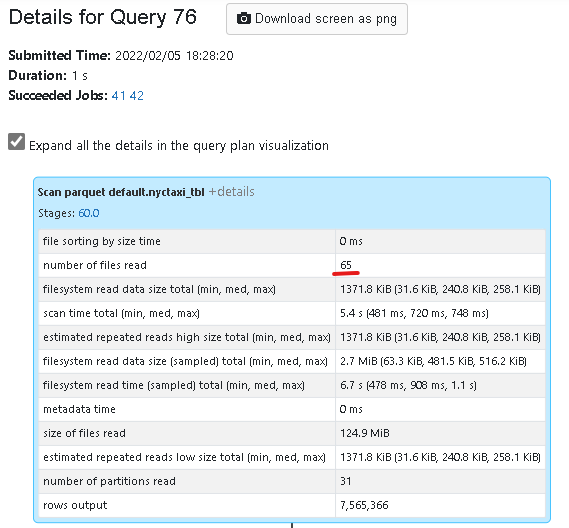 Details for Query 76
Download screen as png
Submitted Time: 2022/02/05 18:28:20
Duration: 1 s
Succeeded Jobs: 41 42
Expand all the details in the query plan visualization
Scan parquet default.nyctaxi_tbl +details
Stages: 60.0
file sorting by size time 0 ms
number of files read 65
filesystem read data size total (min, med, max) 1371.8 KiB (31.6 KiB, 240.8 KiB, 258.1 KiB)
scan time total (min, med, max) 5.4 s (481 ms, 720 ms, 748 ms)
estimated repeated reads high size total (min, med, max) 1371.8 KiB (31.6 KiB, 240.8 KiB, 258.1 KiB)
filesystem read data size (sampled) total (min, med, max) 2.7 MiB (63.3 KiB, 481.5 KiB, 516.2 KiB)
filesystem read time (sampled) total (min, med, max) 6.7 s (478 ms, 908 ms, 1.1 s)
metadata time 0 ms
size of files read 124.9 MiB
estimated repeated reads low size total (min, med, max) 1371.8 KiB (31.6 KiB, 240.8 KiB, 258.1 KiB)
number of partitions read 31
rows output 7,565,366